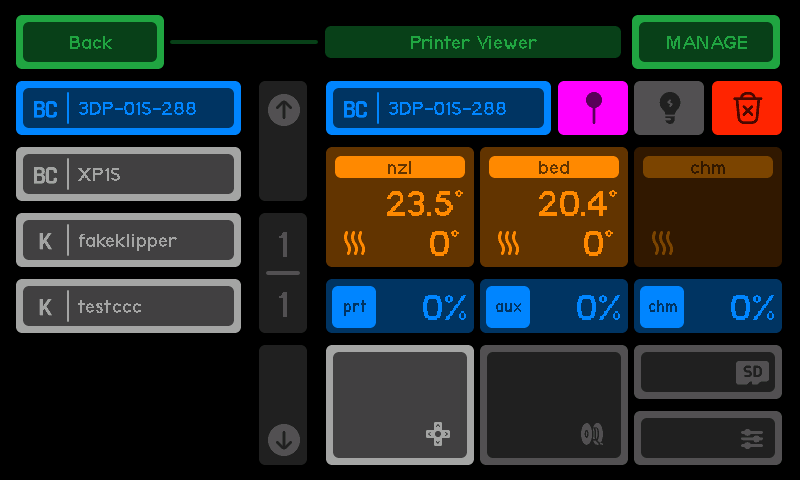 Back
Printer Viewer
MANAGE
BC 3DP-01S-288
BC 3DP-01S-288
BC XP1S
K fakeklipper
K testccc
1
1
nzl
23.5°
0°
bed
20.4°
0°
chm
prt 0%
aux 0%
chm 0%
SD